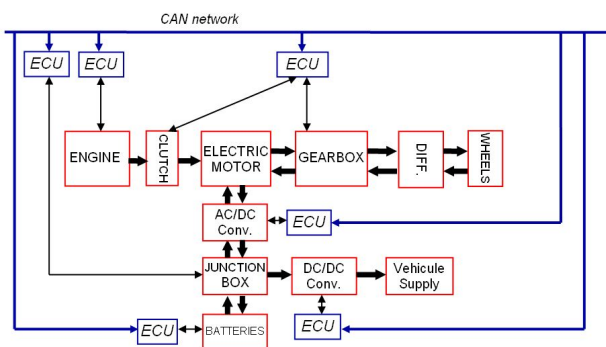 CAN network
ECU
ECU
ECU
ENGINE
CLUTCH
ELECTRIC
MOTOR
GEARBOX
DIFF.
WHEELS
AC/DC
Conv.
ECU
JUNCTION
BOX
DC/DC
Conv.
Vehicule
Supply
ECU
BATTERIES
ECU